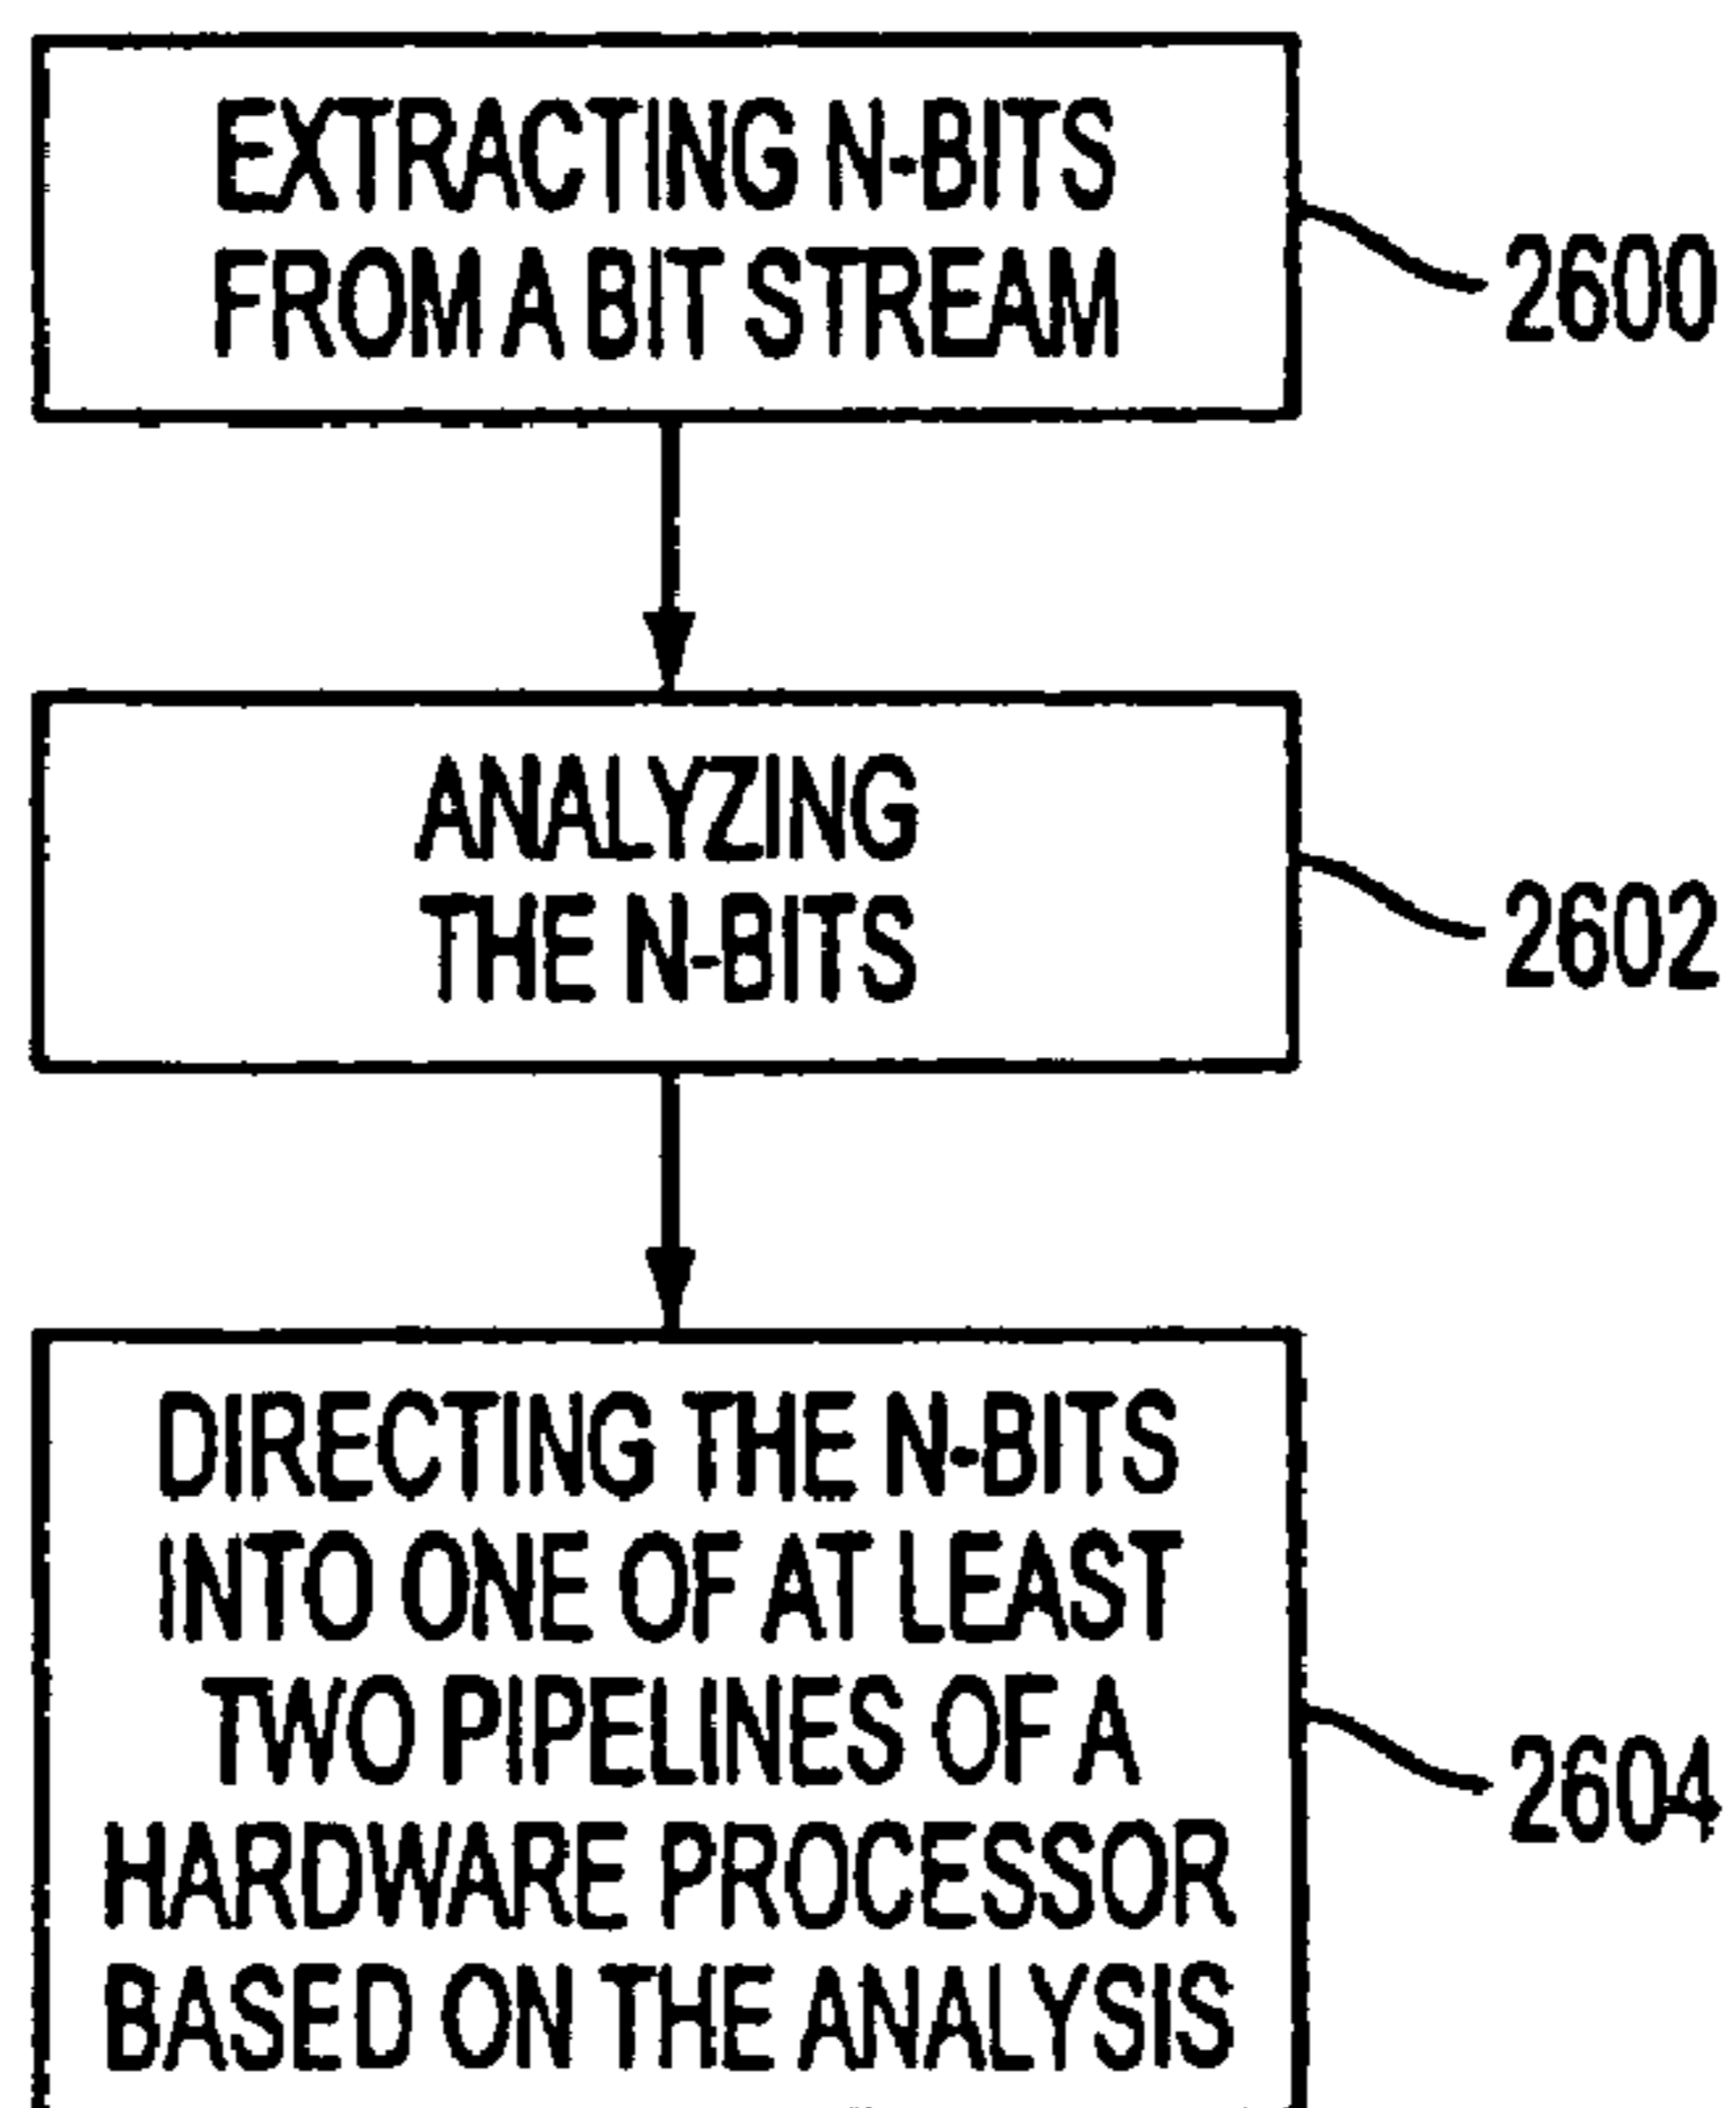 EXTRACTING N-BITS
FROM A BIT STREAM
2600
ANALYZING
THE N-BITS
2602
DIRECTING THE N-BITS
INTO ONE OF AT LEAST
TWO PIPELINES OF A
HARDWARE PROCESSOR
BASED ON THE ANALYSIS
2604